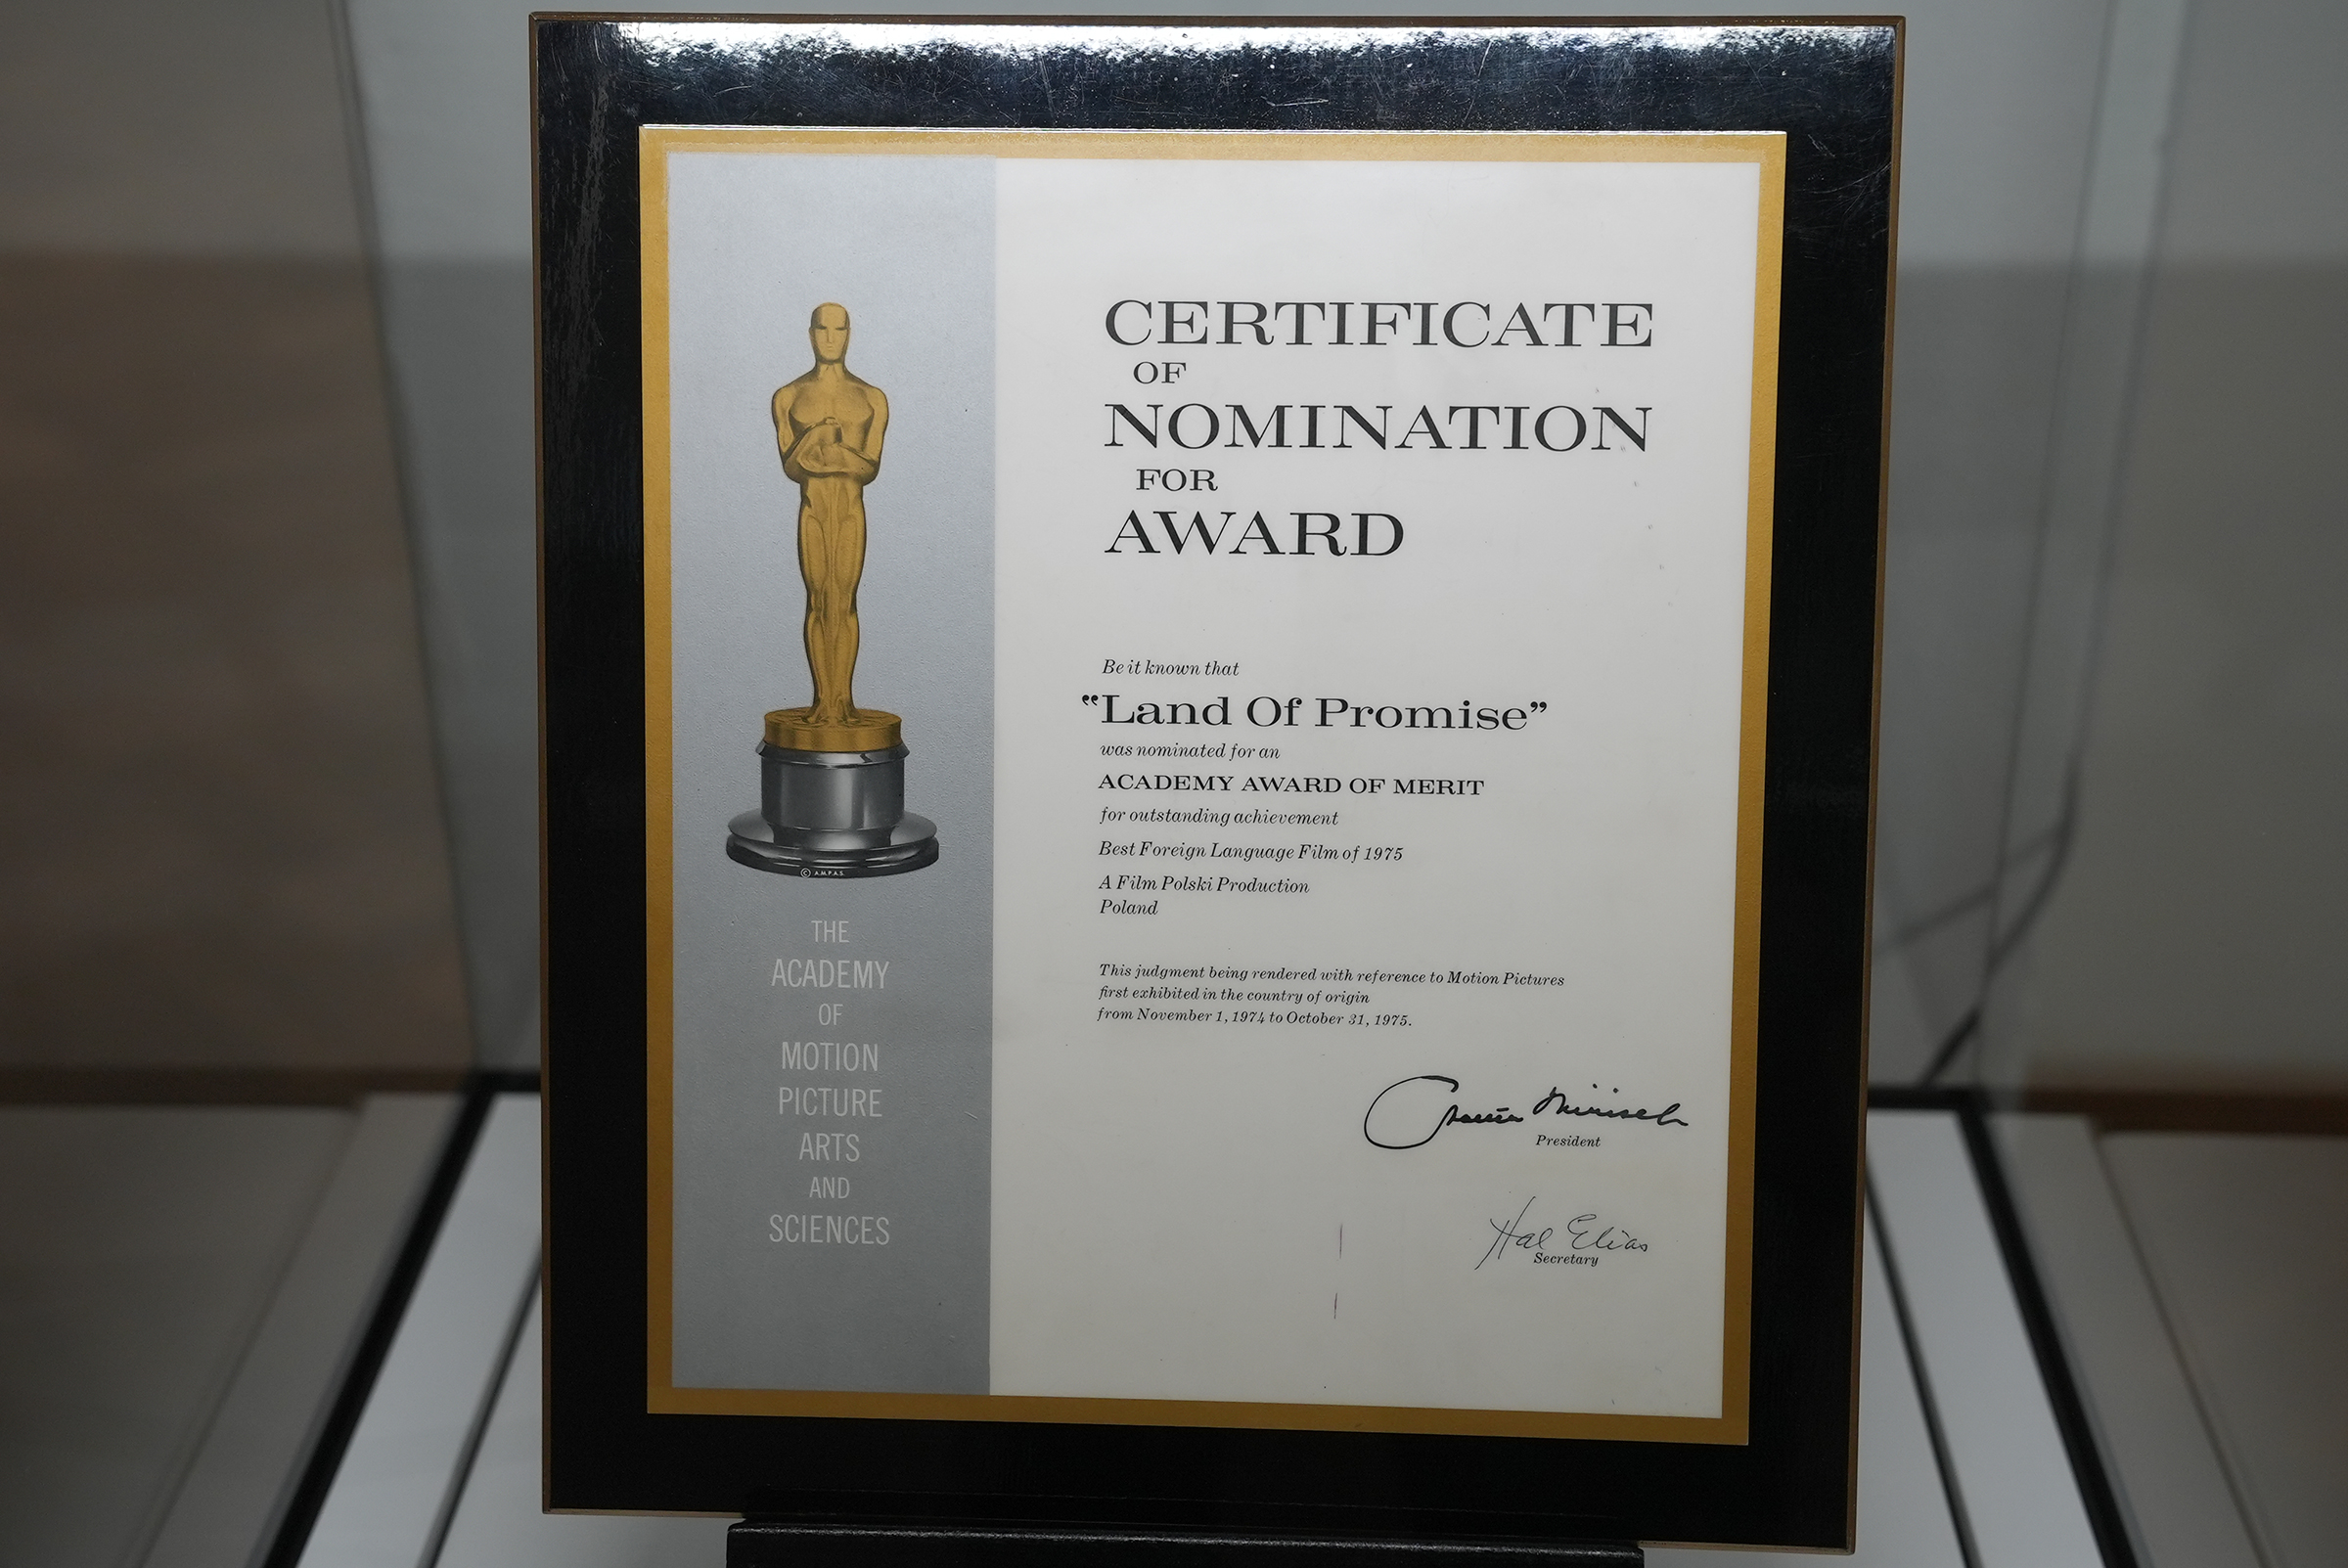 CERTIFICATE
OF
NOMINATION
FOR
AWARD
Be it known that
“Land Of Promise”
was nominated for an
ACADEMY AWARD OF MERIT
for outstanding achievement
Best Foreign Language Film of 1975
A Film Polski Production
Poland
This judgment being rendered with reference to Motion Pictures
first exhibited in the country of origin
from November 1, 1974 to October 31, 1975.
Mirisch
President
Hal Elias
Secretary
© A.M.P.A.S.
THE
ACADEMY
OF
MOTION
PICTURE
ARTS
AND
SCIENCES